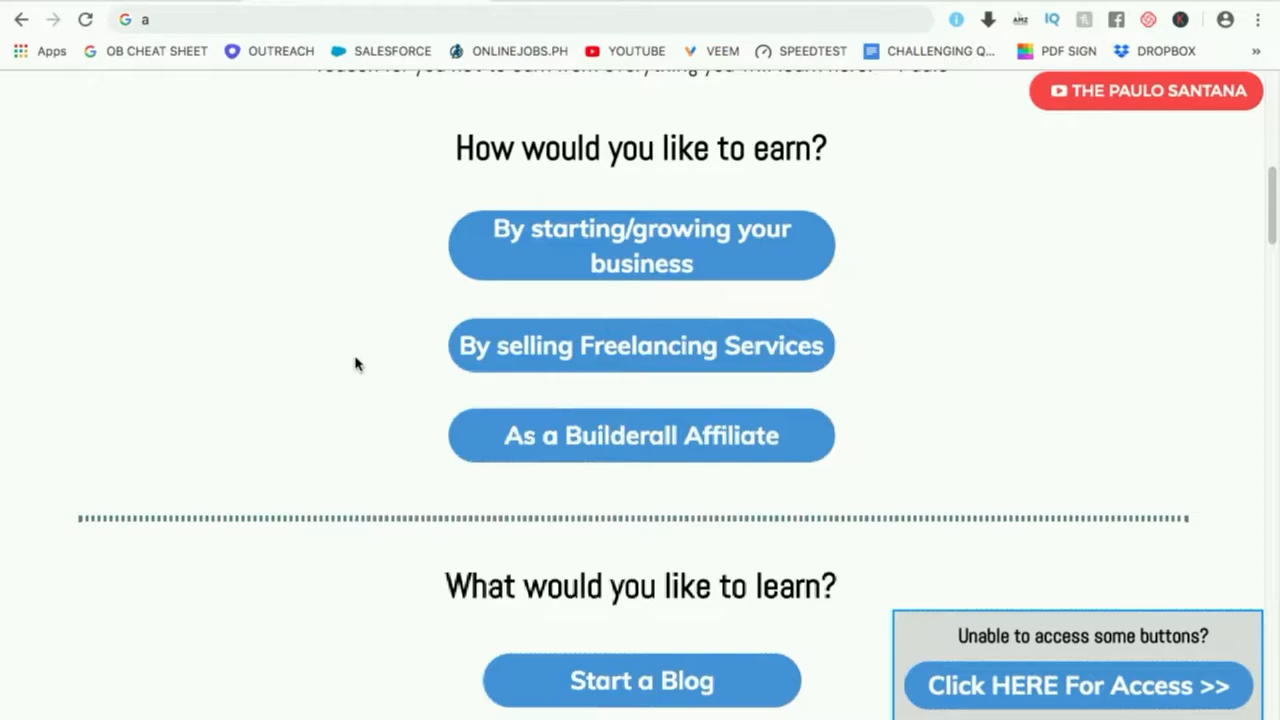 a
Apps OB CHEAT SHEET OUTREACH SALESFORCE ONLINEJOBS.PH YOUTUBE VEEM SPEEDTEST CHALLENGING Q... PDF SIGN DROPBOX »
THE PAULO SANTANA
How would you like to earn?
By starting/growing your
business
By selling Freelancing Services
As a Builderall Affiliate
What would you like to learn?
Unable to access some buttons?
Start a Blog
Click HERE For Access >>